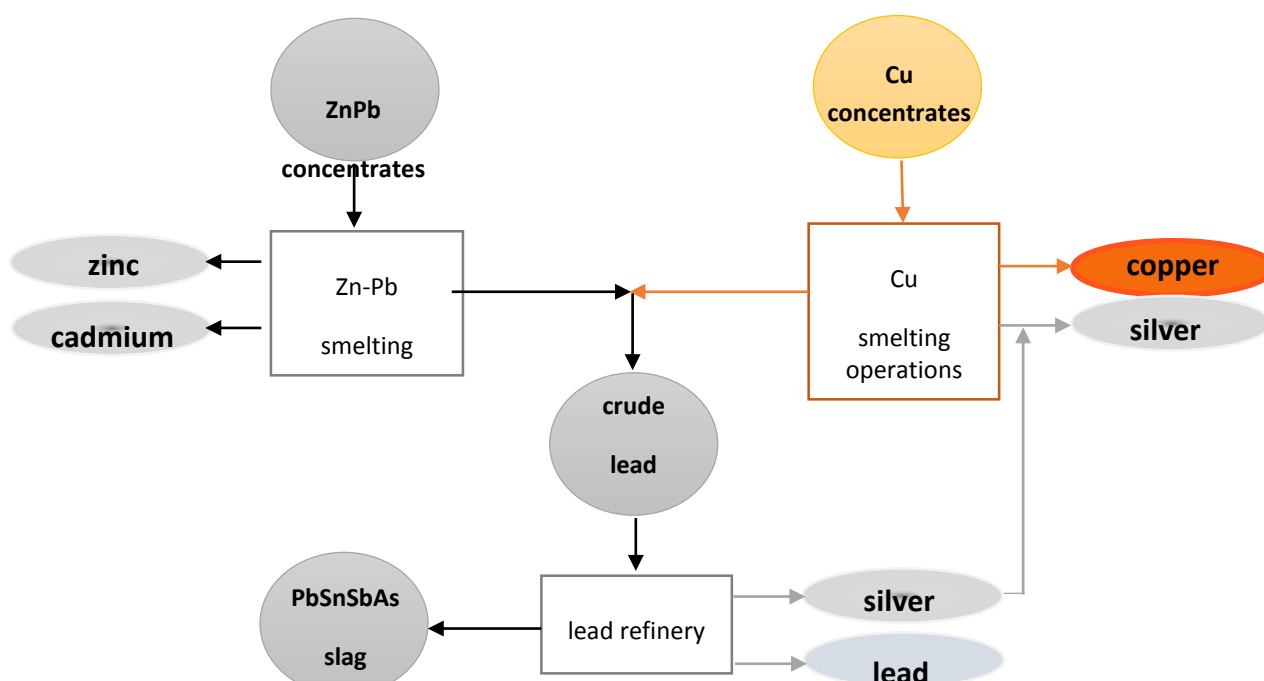 ZnPb
concentrates
Cu
concentrates
zinc
cadmium
Zn-Pb
smelting
Cu
smelting
operations
copper
silver
crude
lead
PbSnSbAs
slag
lead refinery
silver
lead